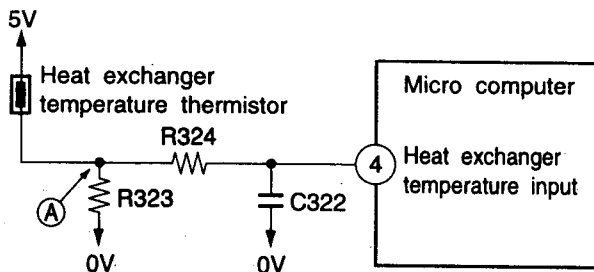 5V
Heat exchanger
temperature thermistor
R324
Micro computer
4
Heat exchanger
temperature input
A
R323
C322
0V
0V